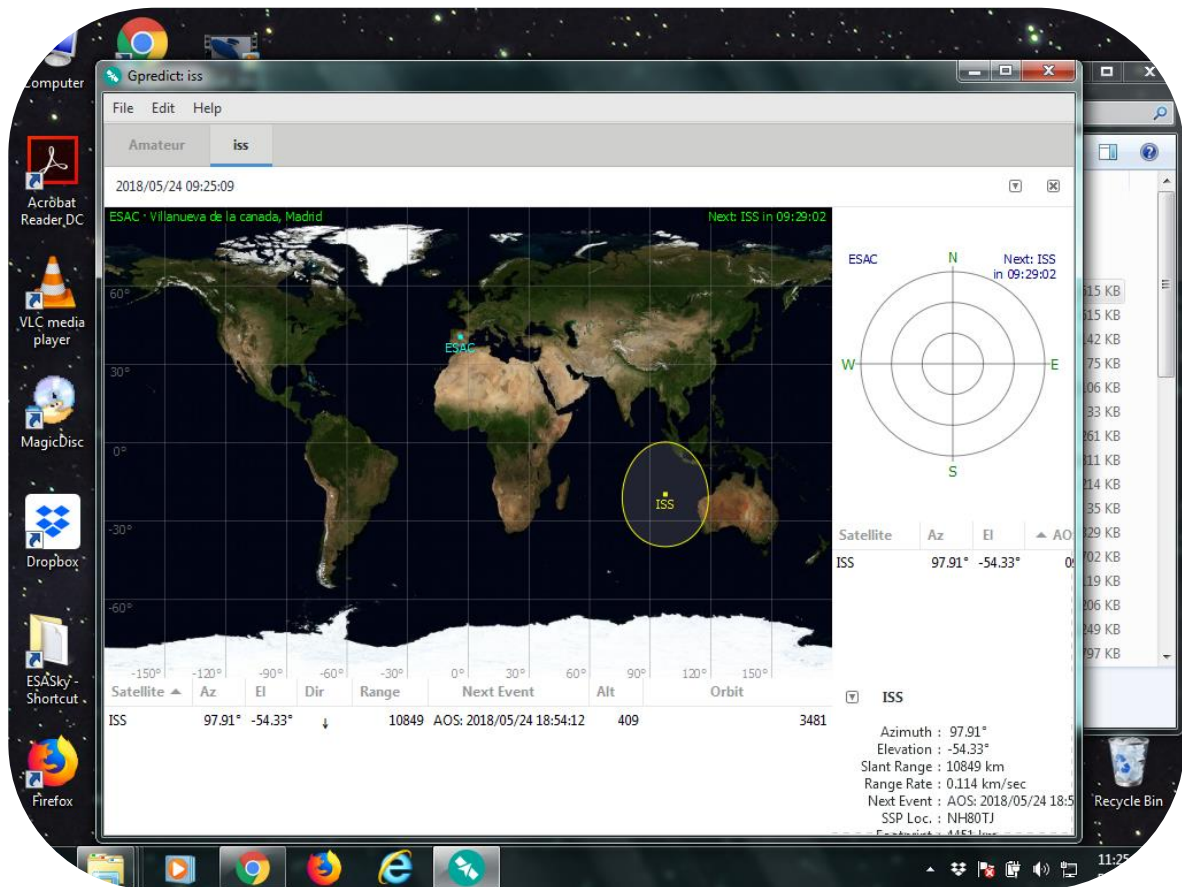 Computer
Gpredict: iss
File Edit Help
Amateur iss
2018/05/24 09:25:09
ESAC · Villanueva de la canada, Madrid
Next: ISS in 09:29:02
60°
30°
0°
-30°
-60°
ESAC
ISS
-150° -120° -90° -60° -30° 0° 30° 60° 90° 120° 150°
Satellite Az El Dir Range Next Event Alt Orbit
ISS 97.91° -54.33° ↓ 10849 AOS: 2018/05/24 18:54:12 409 3481
ESAC
Next: ISS
in 09:29:02
N
W
E
S
Satellite Az El AO
ISS 97.91° -54.33° 09
ISS
Azimuth : 97.91°
Elevation : -54.33°
Slant Range : 10849 km
Range Rate : 0.114 km/sec
Next Event : AOS: 2018/05/24 18:5
SSP Loc. : NH80TJ
Footprint : 4451 km
515 KB
515 KB
42 KB
75 KB
06 KB
33 KB
261 KB
311 KB
214 KB
35 KB
329 KB
702 KB
119 KB
206 KB
249 KB
797 KB
Acrobat
Reader DC
VLC media
player
MagicDisc
Dropbox
ESASky -
Shortcut
Firefox
Recycle Bin
11:25